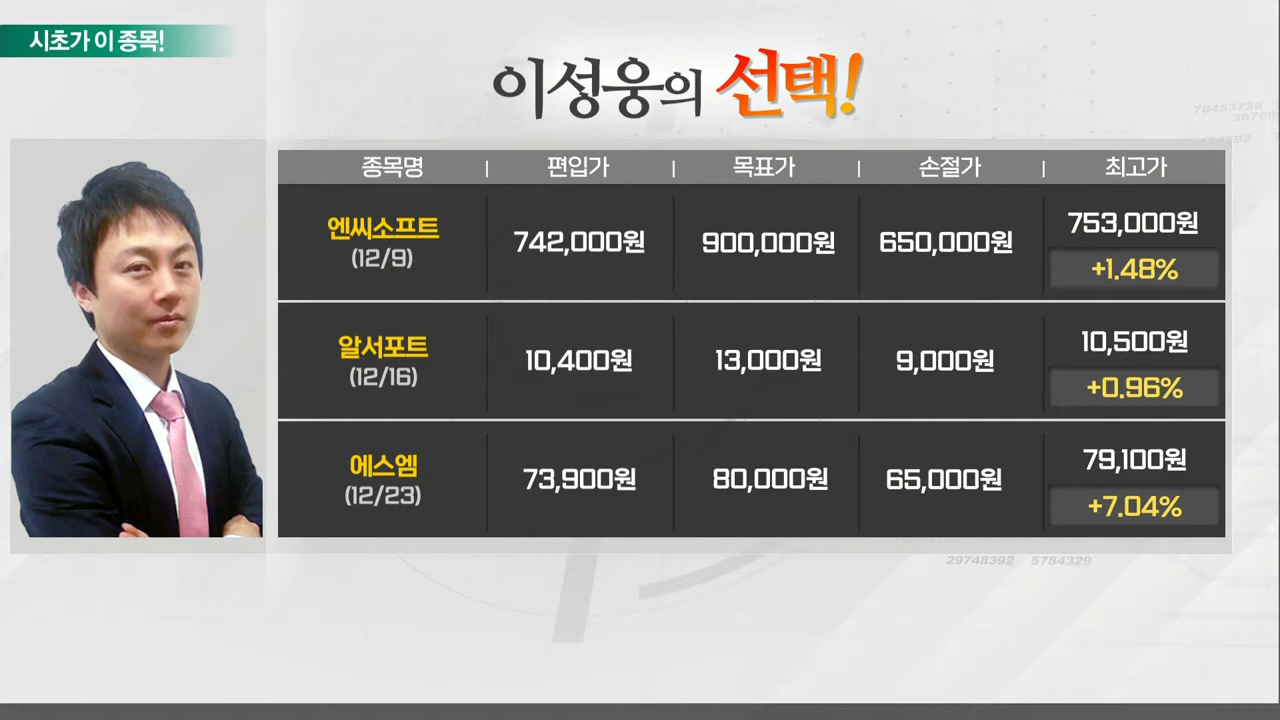 시초가 이 종목!
이성웅의 선택!
종목명 | 편입가 | 목표가 | 손절가 | 최고가
엔씨소프트 (12/9) 742,000원 900,000원 650,000원 753,000원 +1.48%
알서포트 (12/16) 10,400원 13,000원 9,000원 10,500원 +0.96%
에스엠 (12/23) 73,900원 80,000원 65,000원 79,100원 +7.04%
29748392 5784329